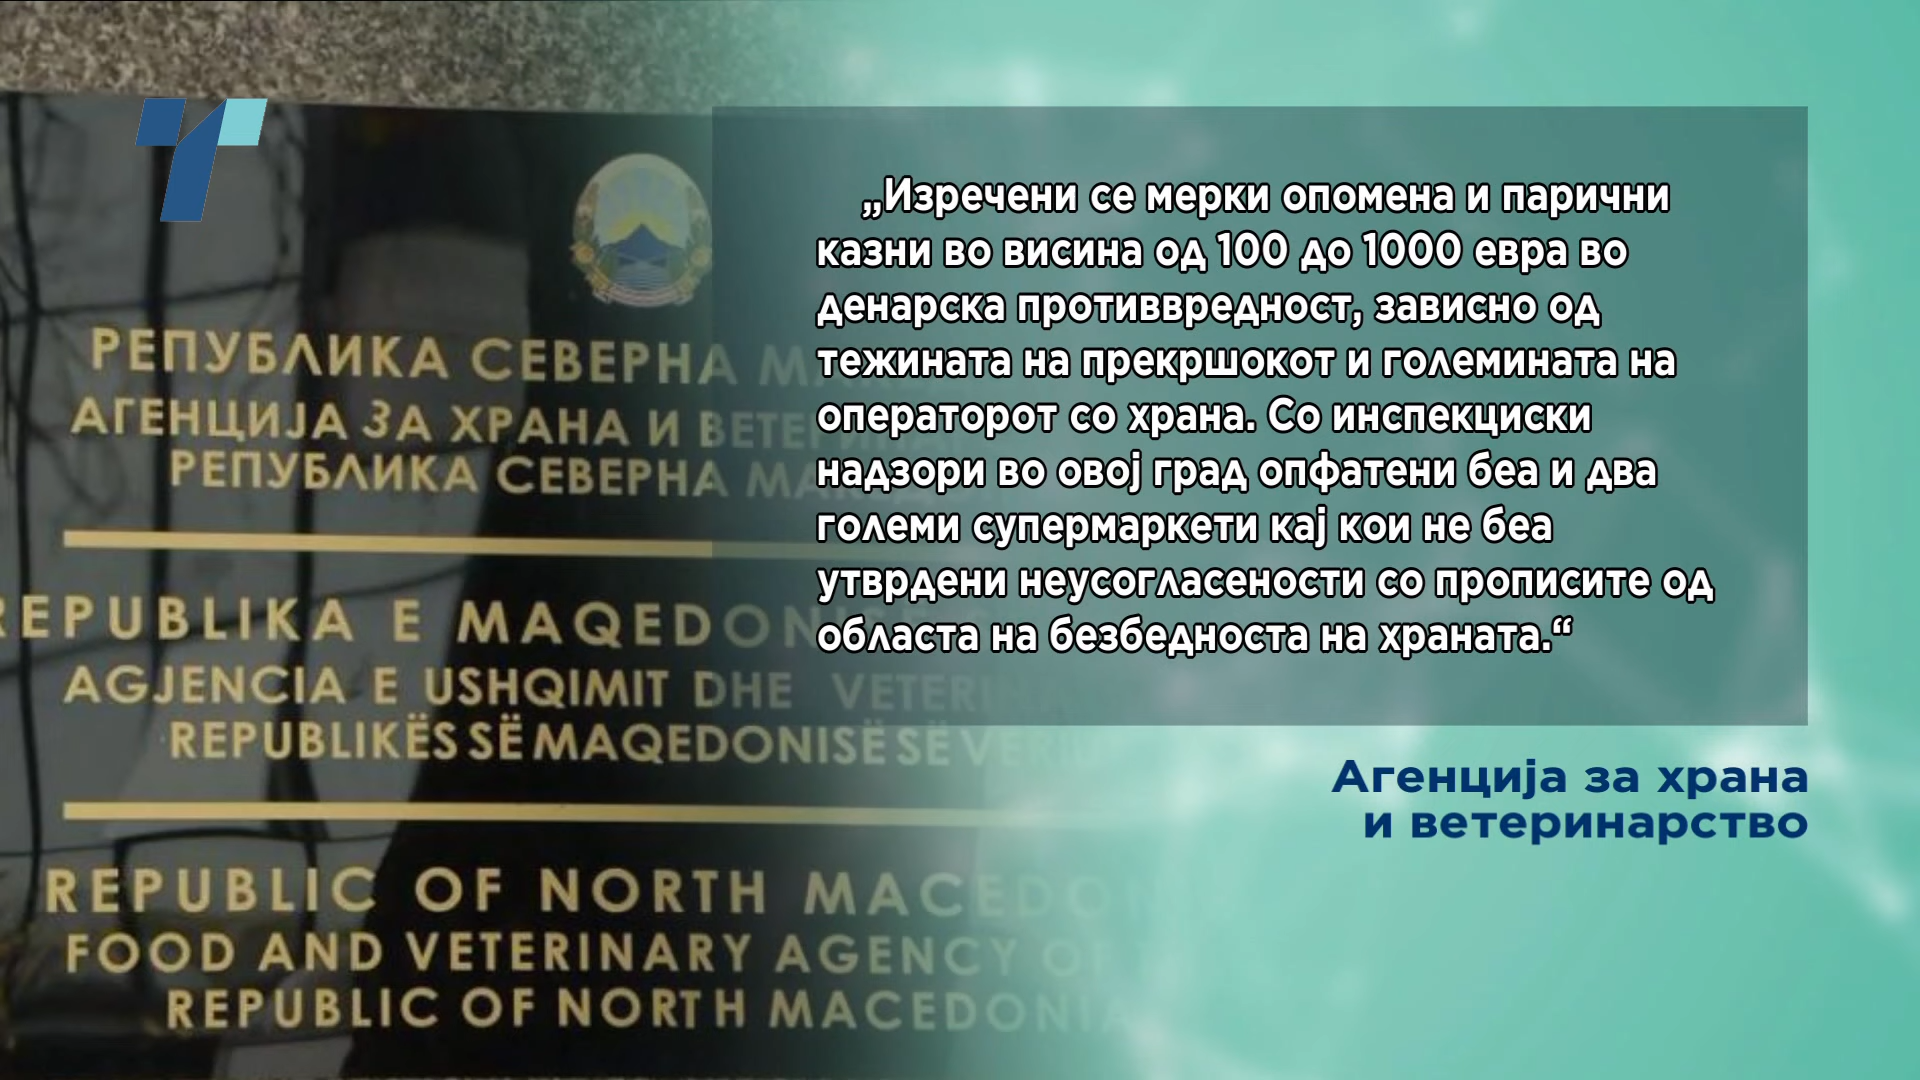 „Изречени се мерки опомена и парични
казни во висина од 100 до 1000 евра во
денарска противвредност, зависно од
тежината на прекршокот и големината на
операторот со храна. Со инспекциски
надзори во овој град опфатени беа и два
големи супермаркети кај кои не беа
утврдени неусогласености со прописите од
областа на безбедноста на храната.“
Агенција за храна
и ветеринарство
РЕПУБЛИКА СЕВЕРНА
АГЕНЦИЈА ЗА ХРАНА И
РЕПУБЛИКА СЕВЕРНА
REPUBLIKA E
AGJENCIA E USHQIMIT DHE
REPUBLIKËS SË MAQEDONISË SË
REPUBLIC OF NORTH
FOOD AND VETERINARY AGENCY OF
REPUBLIC OF NORTH MACEDONIA